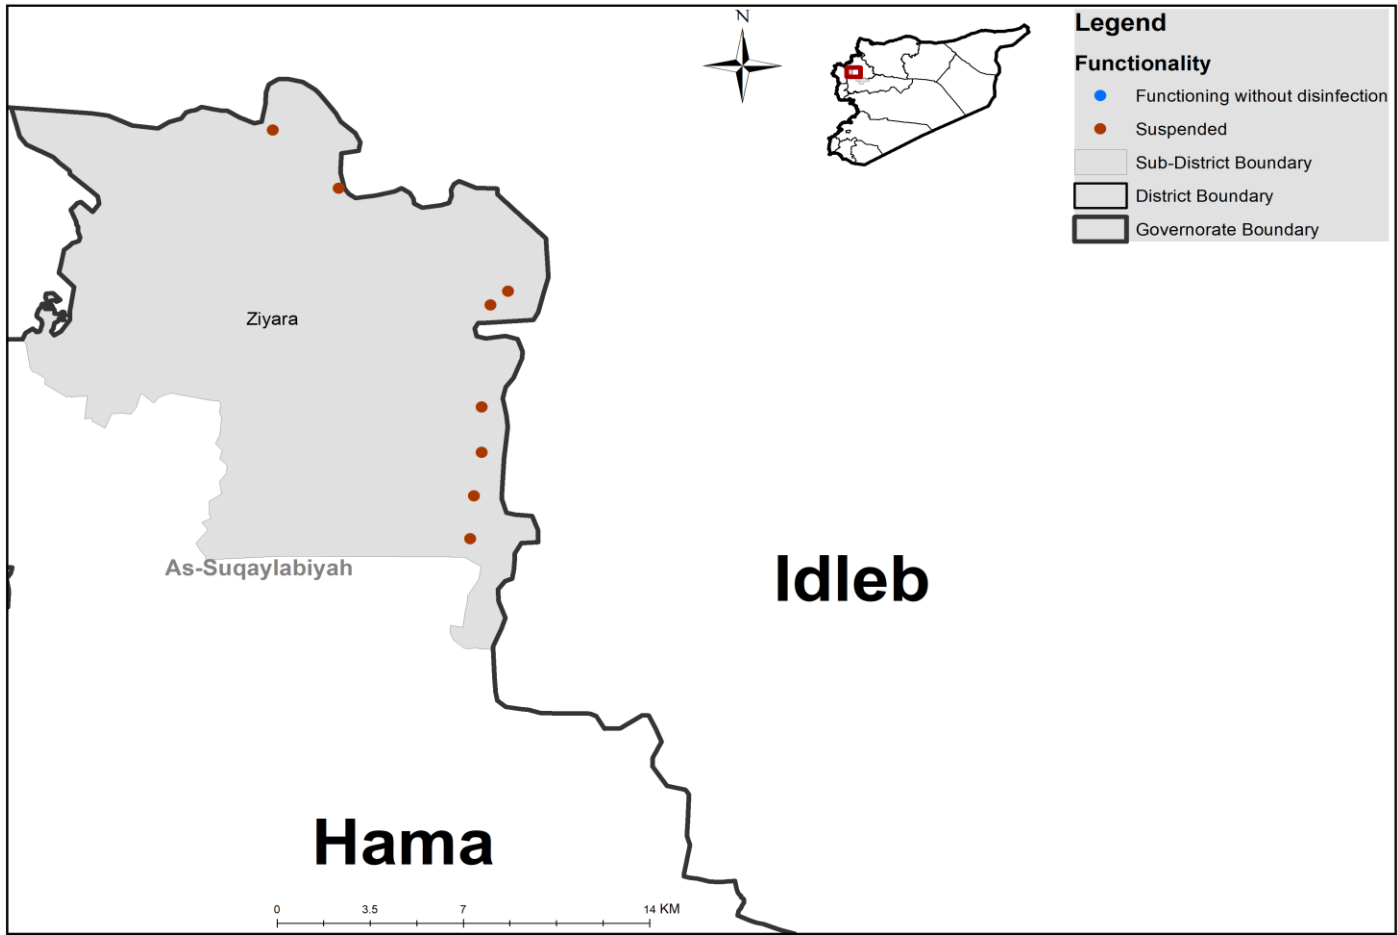 N
Legend
Functionality
Functioning without disinfection
Suspended
Sub-District Boundary
District Boundary
Governorate Boundary
Ziyara
As-Suqaylabiyah
Idleb
Hama
0 3.5 7 14 KM